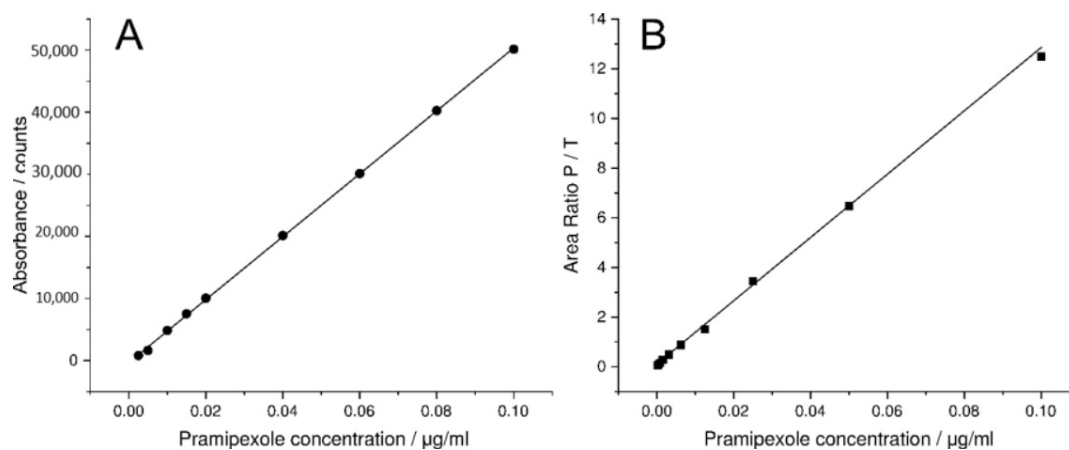 A
Absorbance / counts
50,000
40,000
30,000
20,000
10,000
0
0.00 0.02 0.04 0.06 0.08 0.10
Pramipexole concentration / µg/ml
B
Area Ratio P / T
14
12
10
8
6
4
2
0
0.00 0.02 0.04 0.06 0.08 0.10
Pramipexole concentration / µg/ml